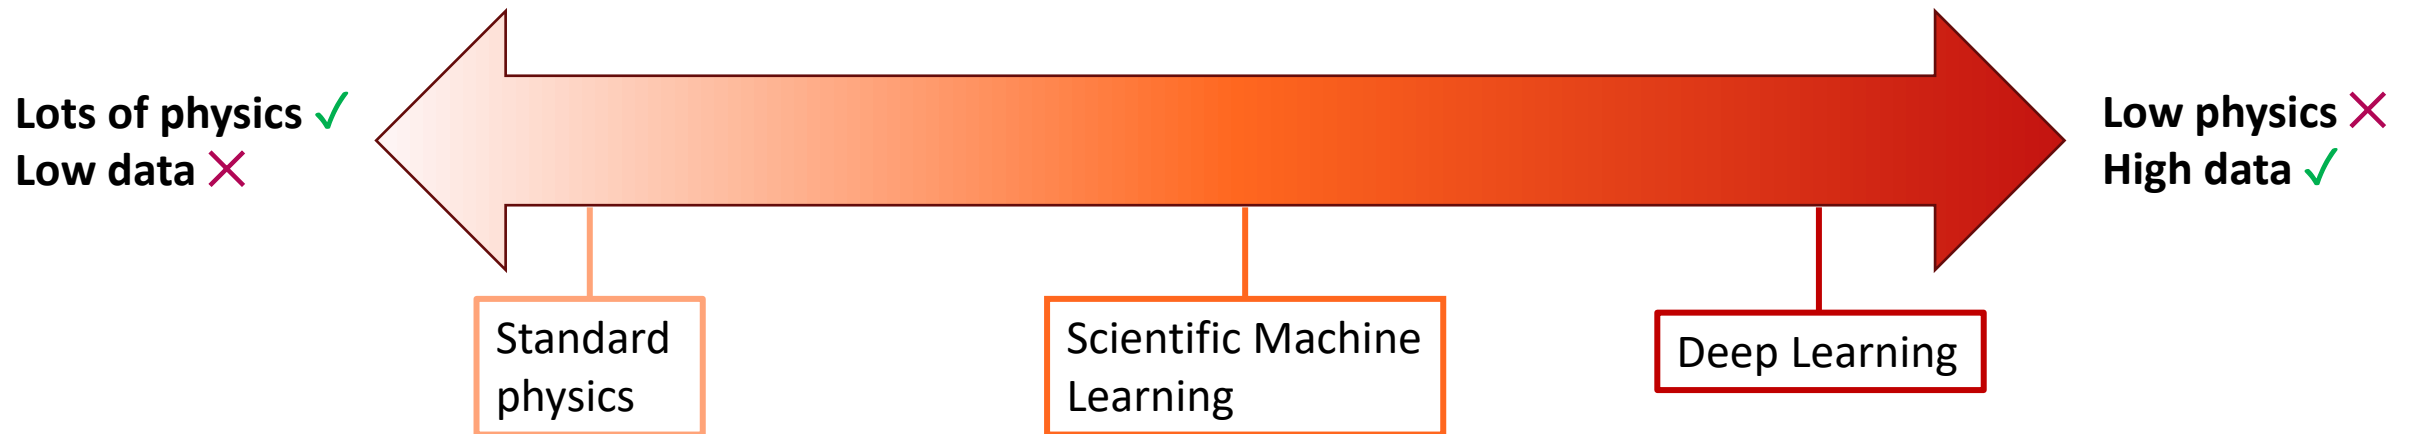 Lots of physics ✓
Low data ✕
Low physics ✕
High data ✓
Standard
physics
Scientific Machine
Learning
Deep Learning